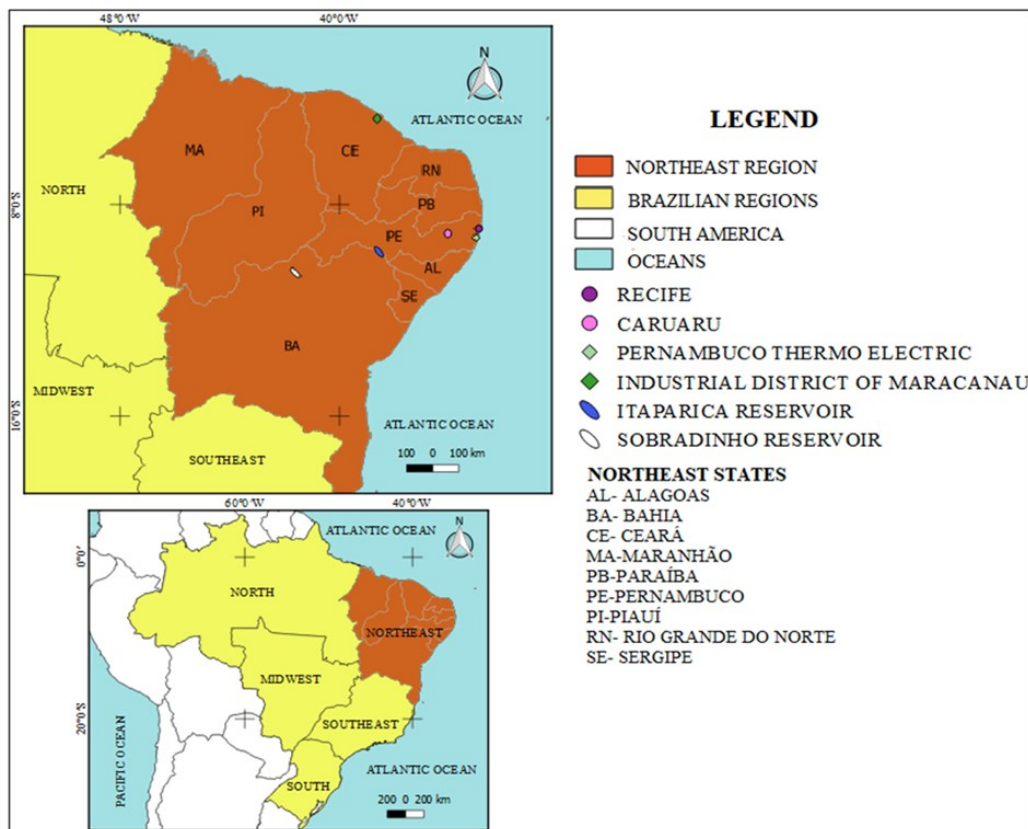 48°0'W 40°0'W
N
ATLANTIC OCEAN
MA
CE
RN
NORTH
PB
8°0'S
PI
PE
AL
SE
BA
MIDWEST
16°0'S
ATLANTIC OCEAN
SOUTHEAST
100 0 100 km
60°0'W 40°0'W
ATLANTIC OCEAN
N
0°0'
NORTH
NORTHEAST
MIDWEST
SOUTHEAST
20°0'S
PACIFIC OCEAN
ATLANTIC OCEAN
SOUTH
200 0 200 km
LEGEND
NORTHEAST REGION
BRAZILIAN REGIONS
SOUTH AMERICA
OCEANS
RECIFE
CARUARU
PERNAMBUCO THERMO ELECTRIC
INDUSTRIAL DISTRICT OF MARACANAU
ITAPARICA RESERVOIR
SOBRADINHO RESERVOIR
NORTHEAST STATES
AL- ALAGOAS
BA- BAHIA
CE- CEARÁ
MA-MARANHÃO
PB-PARAÍBA
PE-PERNAMBUCO
PI-PIAUÍ
RN- RIO GRANDE DO NORTE
SE- SERGIPE